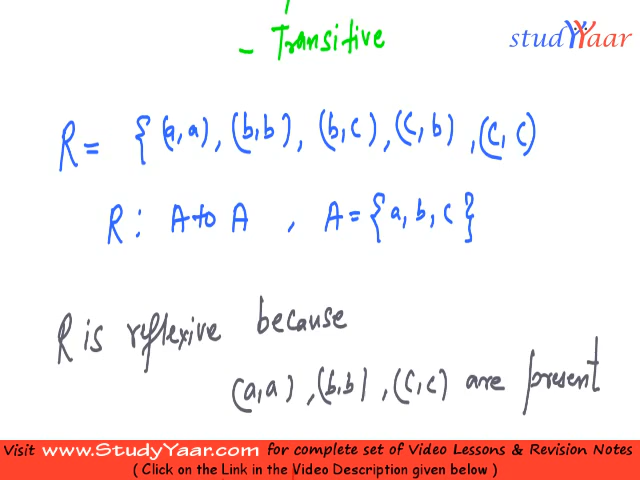 - Transitive
studYYaar
R = { (a,a), (b,b), (b,c), (c,b), (c,c)
R : A to A , A = { a, b, c }
R is reflexive because
(a,a), (b,b), (c,c) are present
Visit www.StudyYaar.com for complete set of Video Lessons & Revision Notes
( Click on the Link in the Video Description given below )